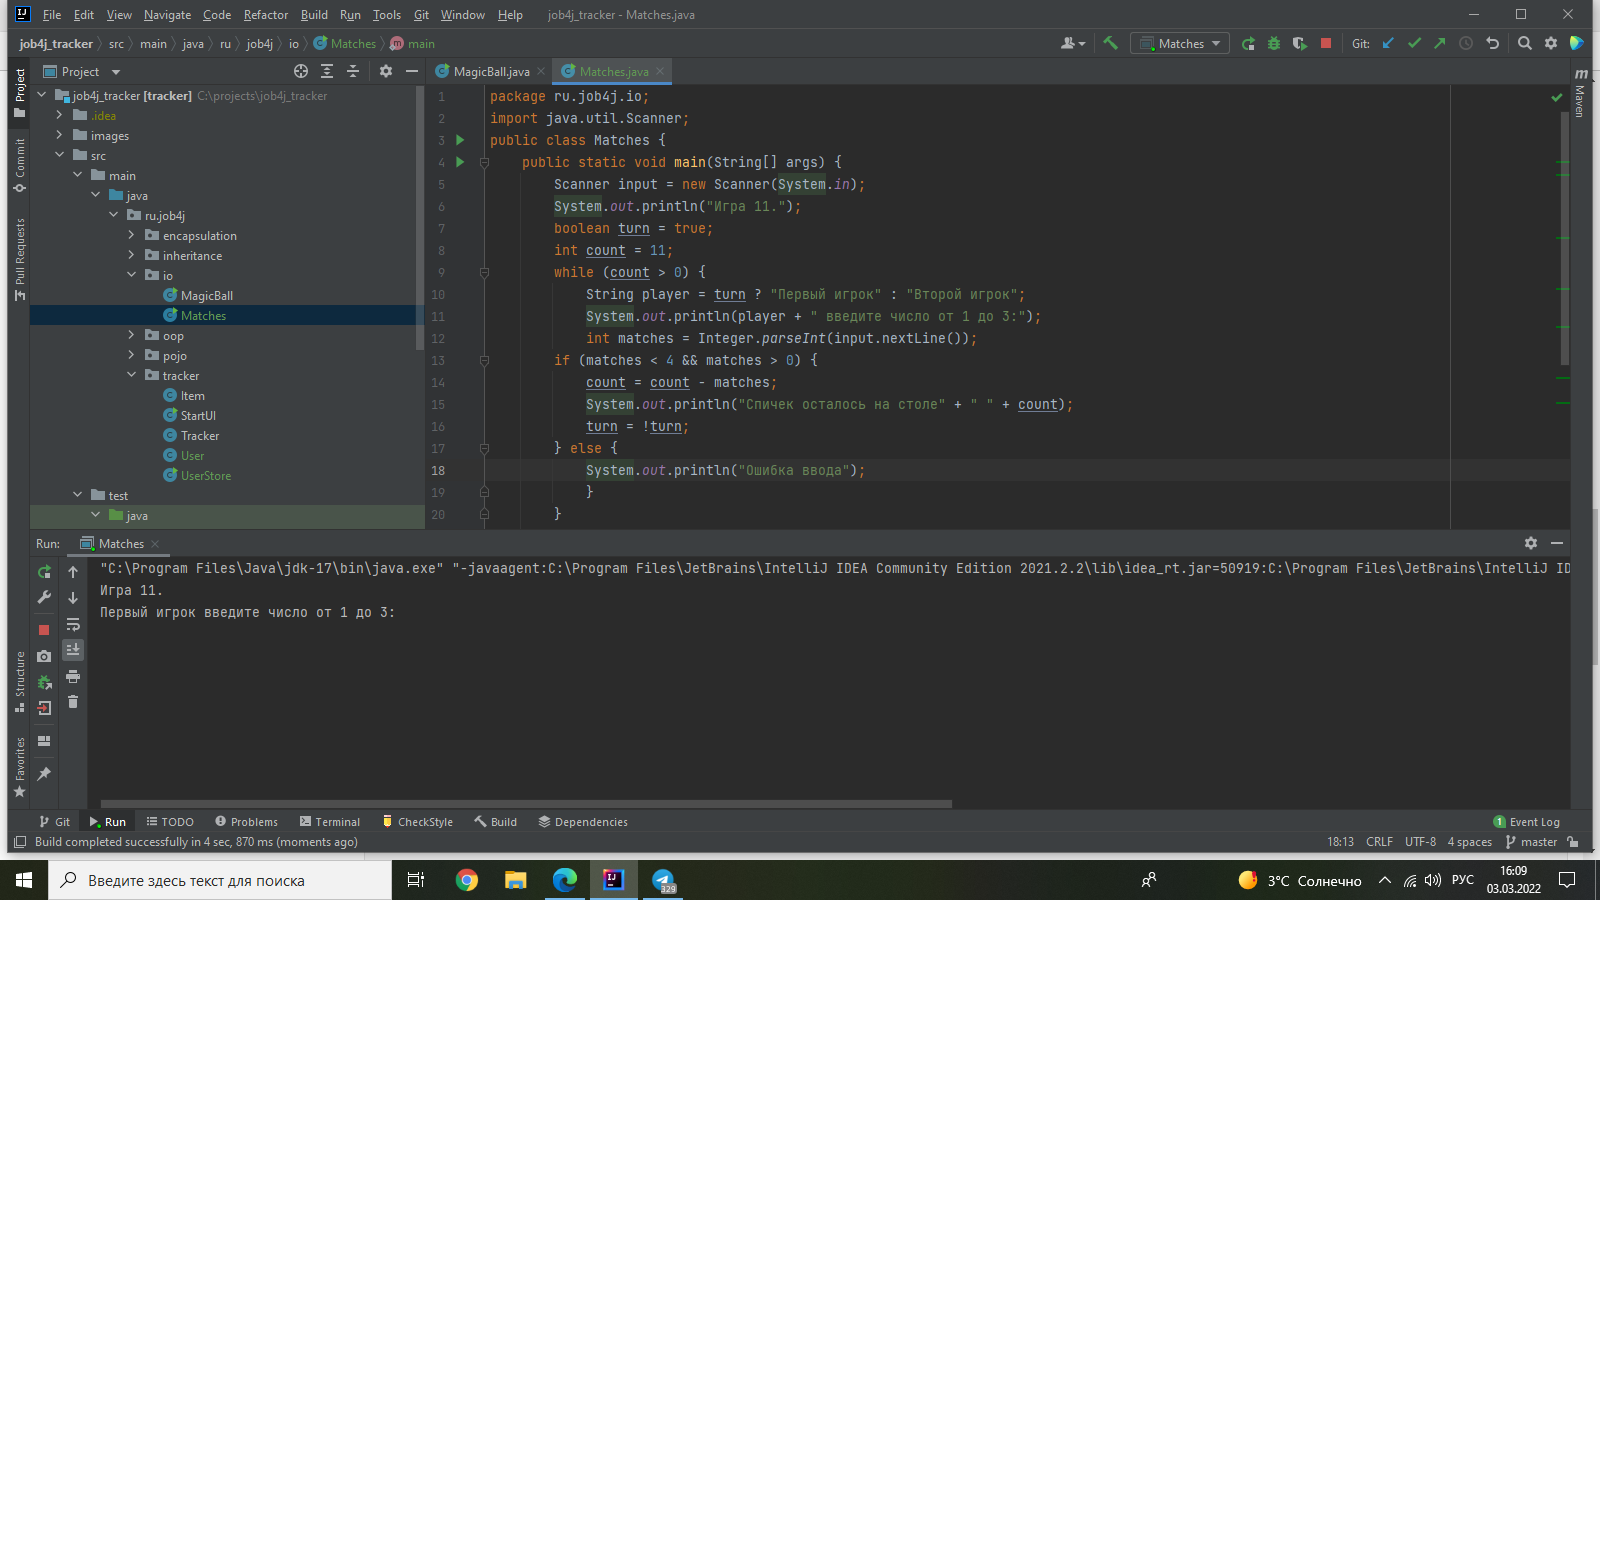 File Edit View Navigate Code Refactor Build Run Tools Git Window Help job4j_tracker - Matches.java
job4j_tracker src main java ru job4j io Matches main
Matches
Git:
Project
MagicBall.java
Matches.java
Project
Commit
Pull Requests
Structure
Favorites
Maven
job4j_tracker [tracker] C:\projects\job4j_tracker
.idea
images
src
main
java
ru.job4j
encapsulation
inheritance
io
MagicBall
Matches
oop
pojo
tracker
Item
StartUI
Tracker
User
UserStore
test
java
1 package ru.job4j.io;
2 import java.util.Scanner;
3 public class Matches {
4 public static void main(String[] args) {
5 Scanner input = new Scanner(System.in);
6 System.out.println("Игра 11.");
7 boolean turn = true;
8 int count = 11;
9 while (count > 0) {
10 String player = turn ? "Первый игрок" : "Второй игрок";
11 System.out.println(player + " введите число от 1 до 3:");
12 int matches = Integer.parseInt(input.nextLine());
13 if (matches < 4 && matches > 0) {
14 count = count - matches;
15 System.out.println("Спичек осталось на столе" + " " + count);
16 turn = !turn;
17 } else {
18 System.out.println("Ошибка ввода");
19 }
20 }
Run: Matches
"C:\Program Files\Java\jdk-17\bin\java.exe" "-javaagent:C:\Program Files\JetBrains\IntelliJ IDEA Community Edition 2021.2.2\lib\idea_rt.jar=50919:C:\Program Files\JetBrains\IntelliJ ID
Игра 11.
Первый игрок введите число от 1 до 3:
Git Run TODO Problems Terminal CheckStyle Build Dependencies 1 Event Log
Build completed successfully in 4 sec, 870 ms (moments ago) 18:13 CRLF UTF-8 4 spaces master
Введите здесь текст для поиска
329
3°C Солнечно
РУС
16:09
03.03.2022